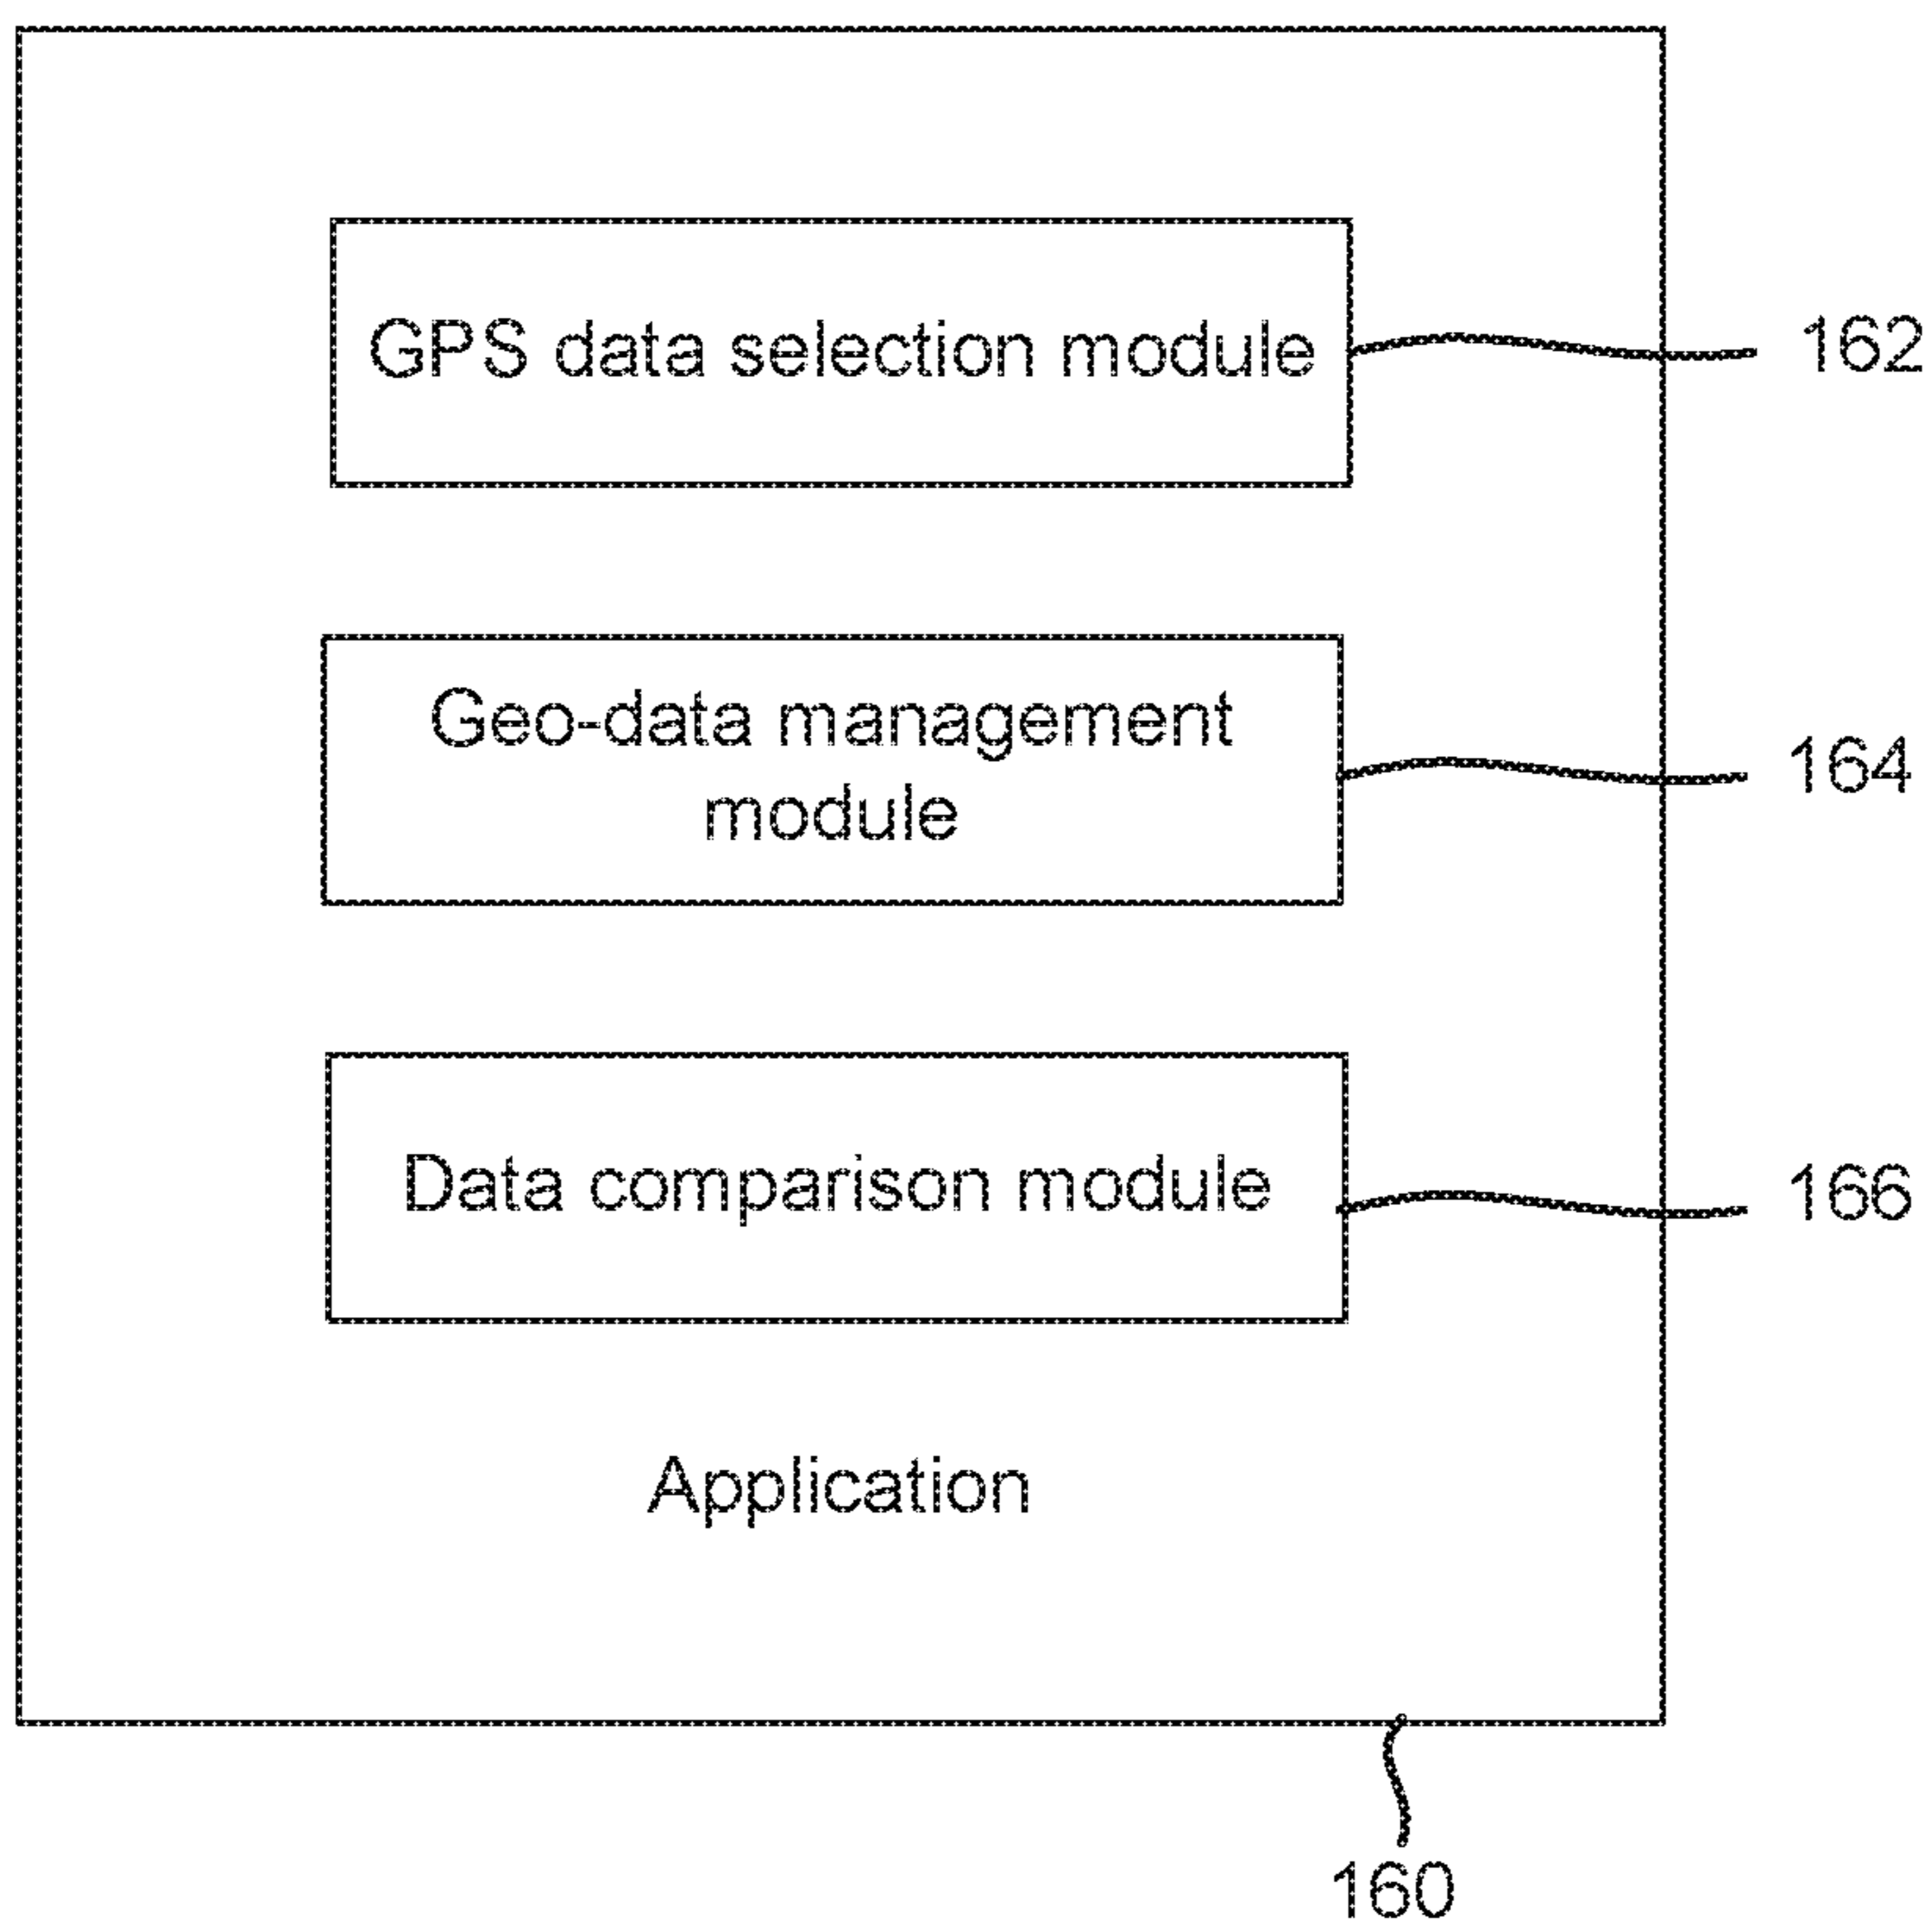 GPS data selection module
162
Geo-data management
module
164
Data comparison module
166
Application
160